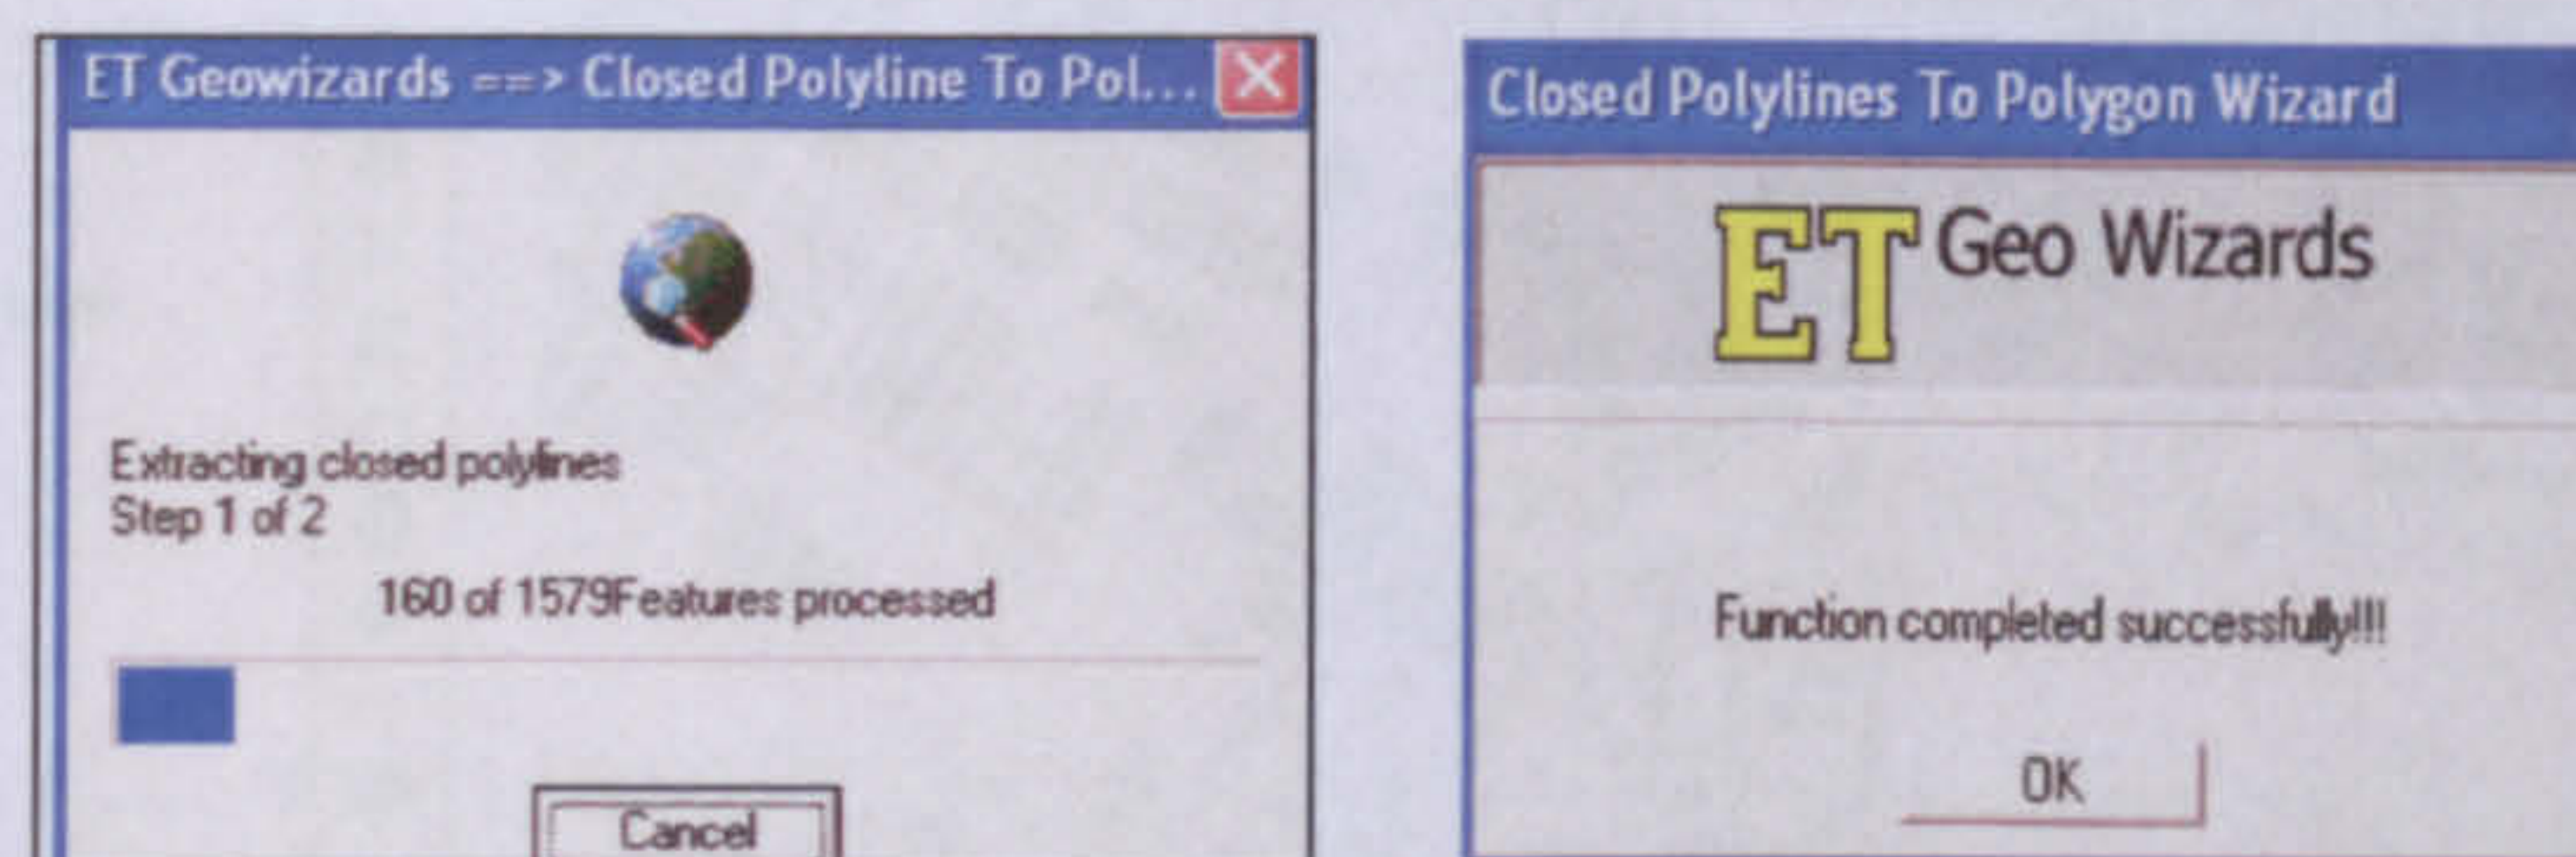 ET Geowizards ==> Closed Polyline To Pol...
Extracting closed polylines
Step 1 of 2
160 of 1579Features processed
Cancel
Closed Polylines To Polygon Wizard
ET Geo Wizards
Function completed successfully!!!
OK